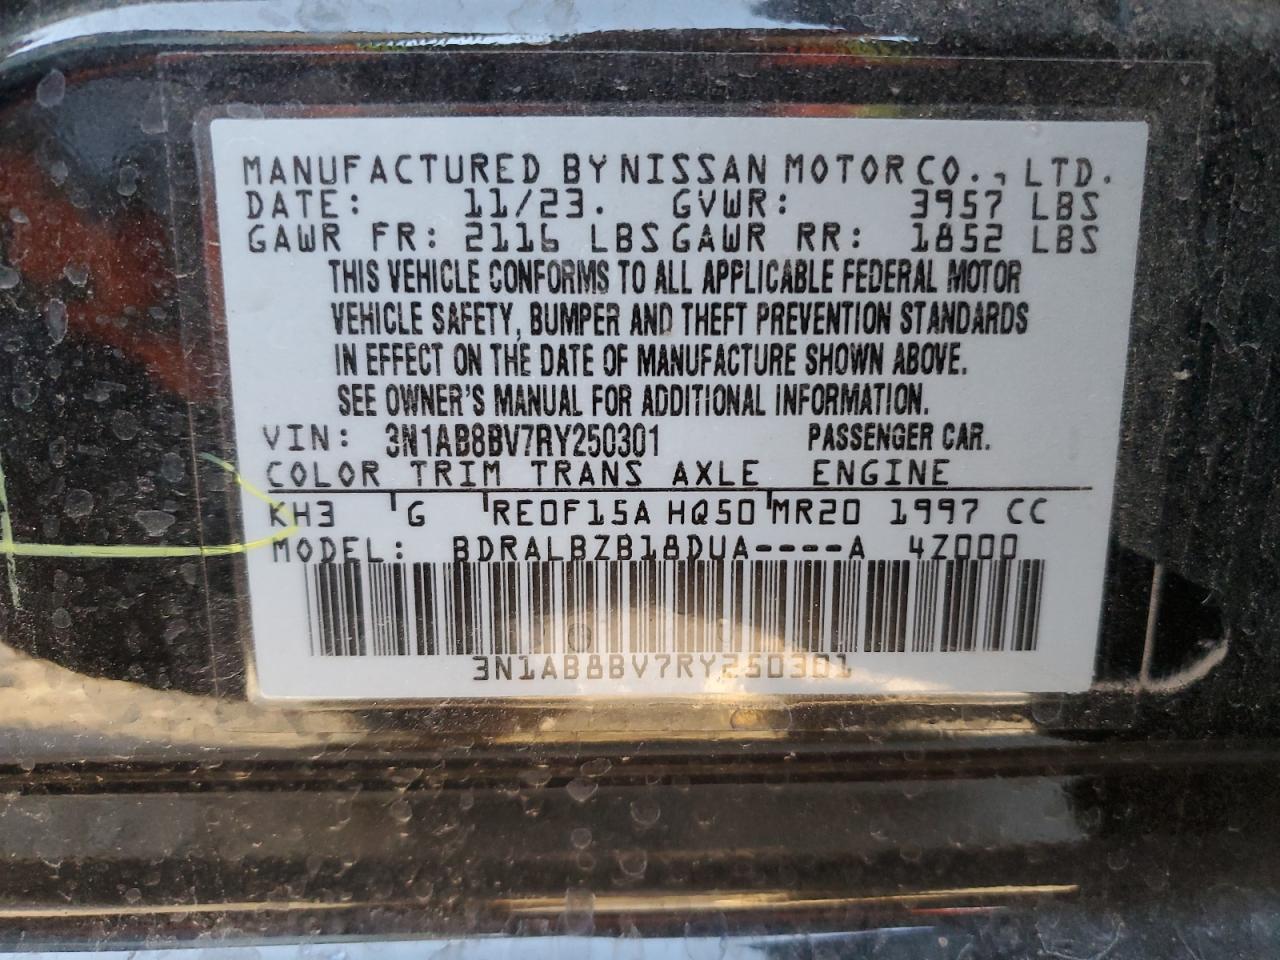 MANUFACTURED BY NISSAN MOTOR CO., LTD.
DATE: 11/23. GVWR: 3957 LBS
GAWR FR: 2116 LBS GAWR RR: 1852 LBS
THIS VEHICLE CONFORMS TO ALL APPLICABLE FEDERAL MOTOR
VEHICLE SAFETY, BUMPER AND THEFT PREVENTION STANDARDS
IN EFFECT ON THE DATE OF MANUFACTURE SHOWN ABOVE.
SEE OWNER'S MANUAL FOR ADDITIONAL INFORMATION.
VIN: 3N1AB8BV7RY250301 PASSENGER CAR.
COLOR TRIM TRANS AXLE ENGINE
KH3 G RE0F15A HQ50 MR20 1997 CC
MODEL: BDRALBZB18DUA----A 4Z000
3N1AB8BV7RY250301